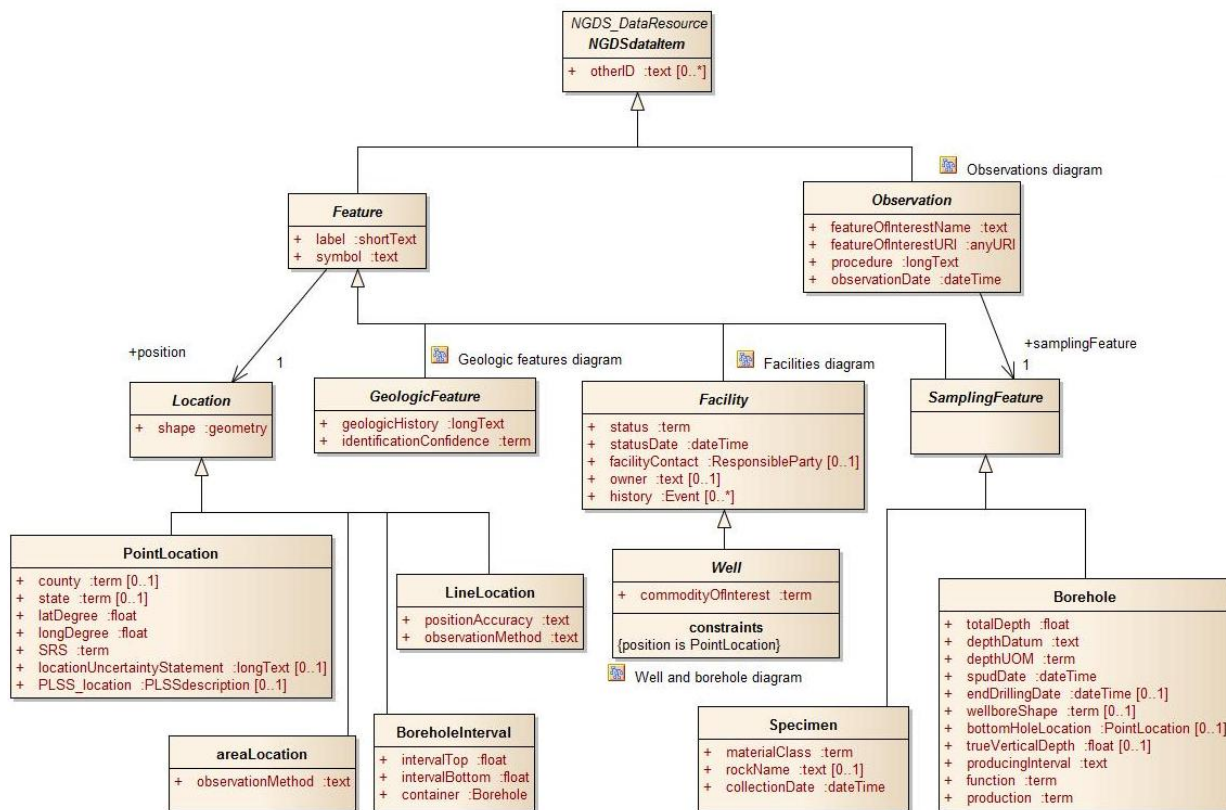 NGDS_DataResource
NGDSdataItem
+ otherID :text [0..*]
Observations diagram
Feature
+ label :shortText
+ symbol :text
Observation
+ featureOfInterestName :text
+ featureOfInterestURI :anyURI
+ procedure :longText
+ observationDate :dateTime
+position
1
Geologic features diagram
Facilities diagram
+samplingFeature
1
Location
+ shape :geometry
GeologicFeature
+ geologicHistory :longText
+ identificationConfidence :term
Facility
+ status :term
+ statusDate :dateTime
+ facilityContact :ResponsibleParty [0..1]
+ owner :text [0..1]
+ history :Event [0..*]
SamplingFeature
PointLocation
+ county :term [0..1]
+ state :term [0..1]
+ latDegree :float
+ longDegree :float
+ SRS :term
+ locationUncertaintyStatement :longText [0..1]
+ PLSS_location :PLSSdescription [0..1]
LineLocation
+ positionAccuracy :text
+ observationMethod :text
Well
+ commodityOfInterest :term
constraints
{position is PointLocation}
Well and borehole diagram
Borehole
+ totalDepth :float
+ depthDatum :text
+ depthUOM :term
+ spudDate :dateTime
+ endDrillingDate :dateTime [0..1]
+ wellboreShape :term [0..1]
+ bottomHoleLocation :PointLocation [0..1]
+ trueVerticalDepth :float [0..1]
+ producingInterval :text
+ function :term
+ production :term
areaLocation
+ observationMethod :text
BoreholeInterval
+ intervalTop :float
+ intervalBottom :float
+ container :Borehole
Specimen
+ materialClass :term
+ rockName :text [0..1]
+ collectionDate :dateTime